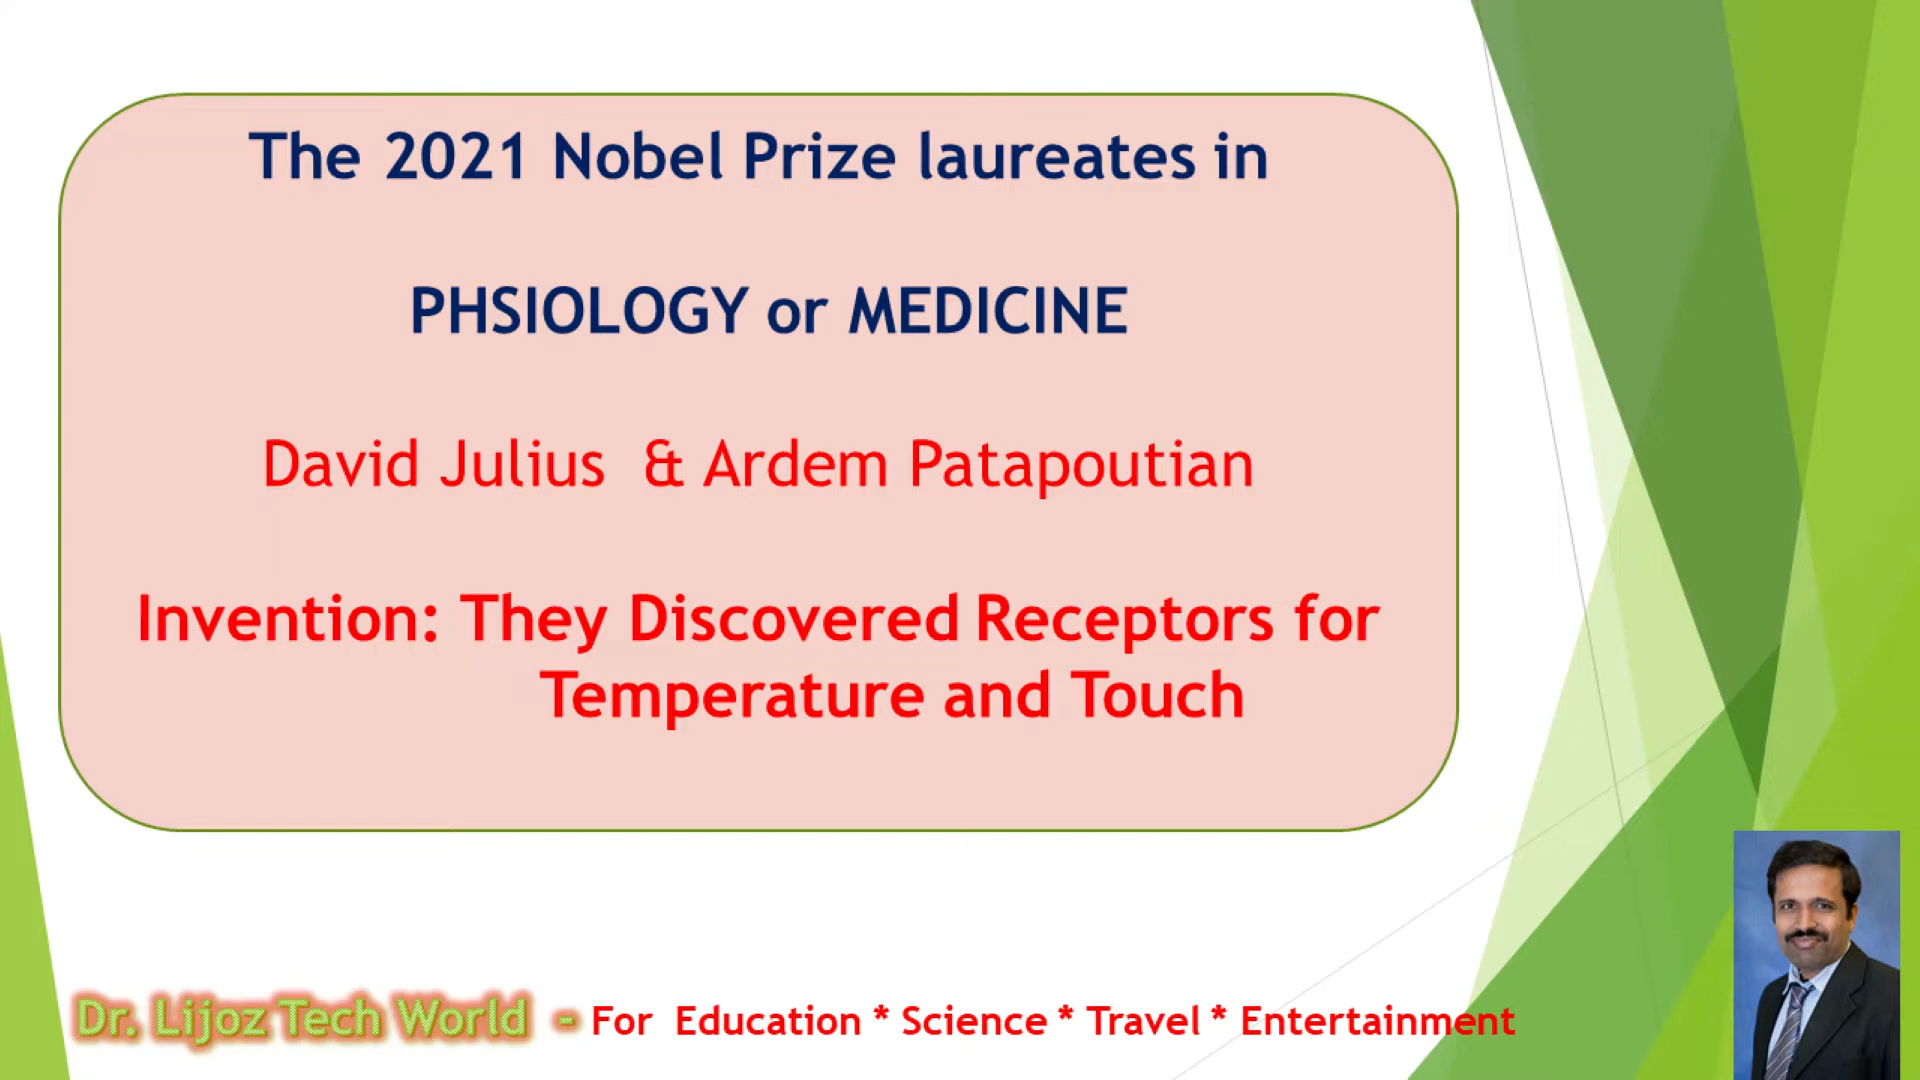 The 2021 Nobel Prize laureates in
PHSIOLOGY or MEDICINE
David Julius & Ardem Patapoutian
Invention: They Discovered Receptors for
Temperature and Touch
Dr. Lijoz Tech World - For Education * Science * Travel * Entertainment